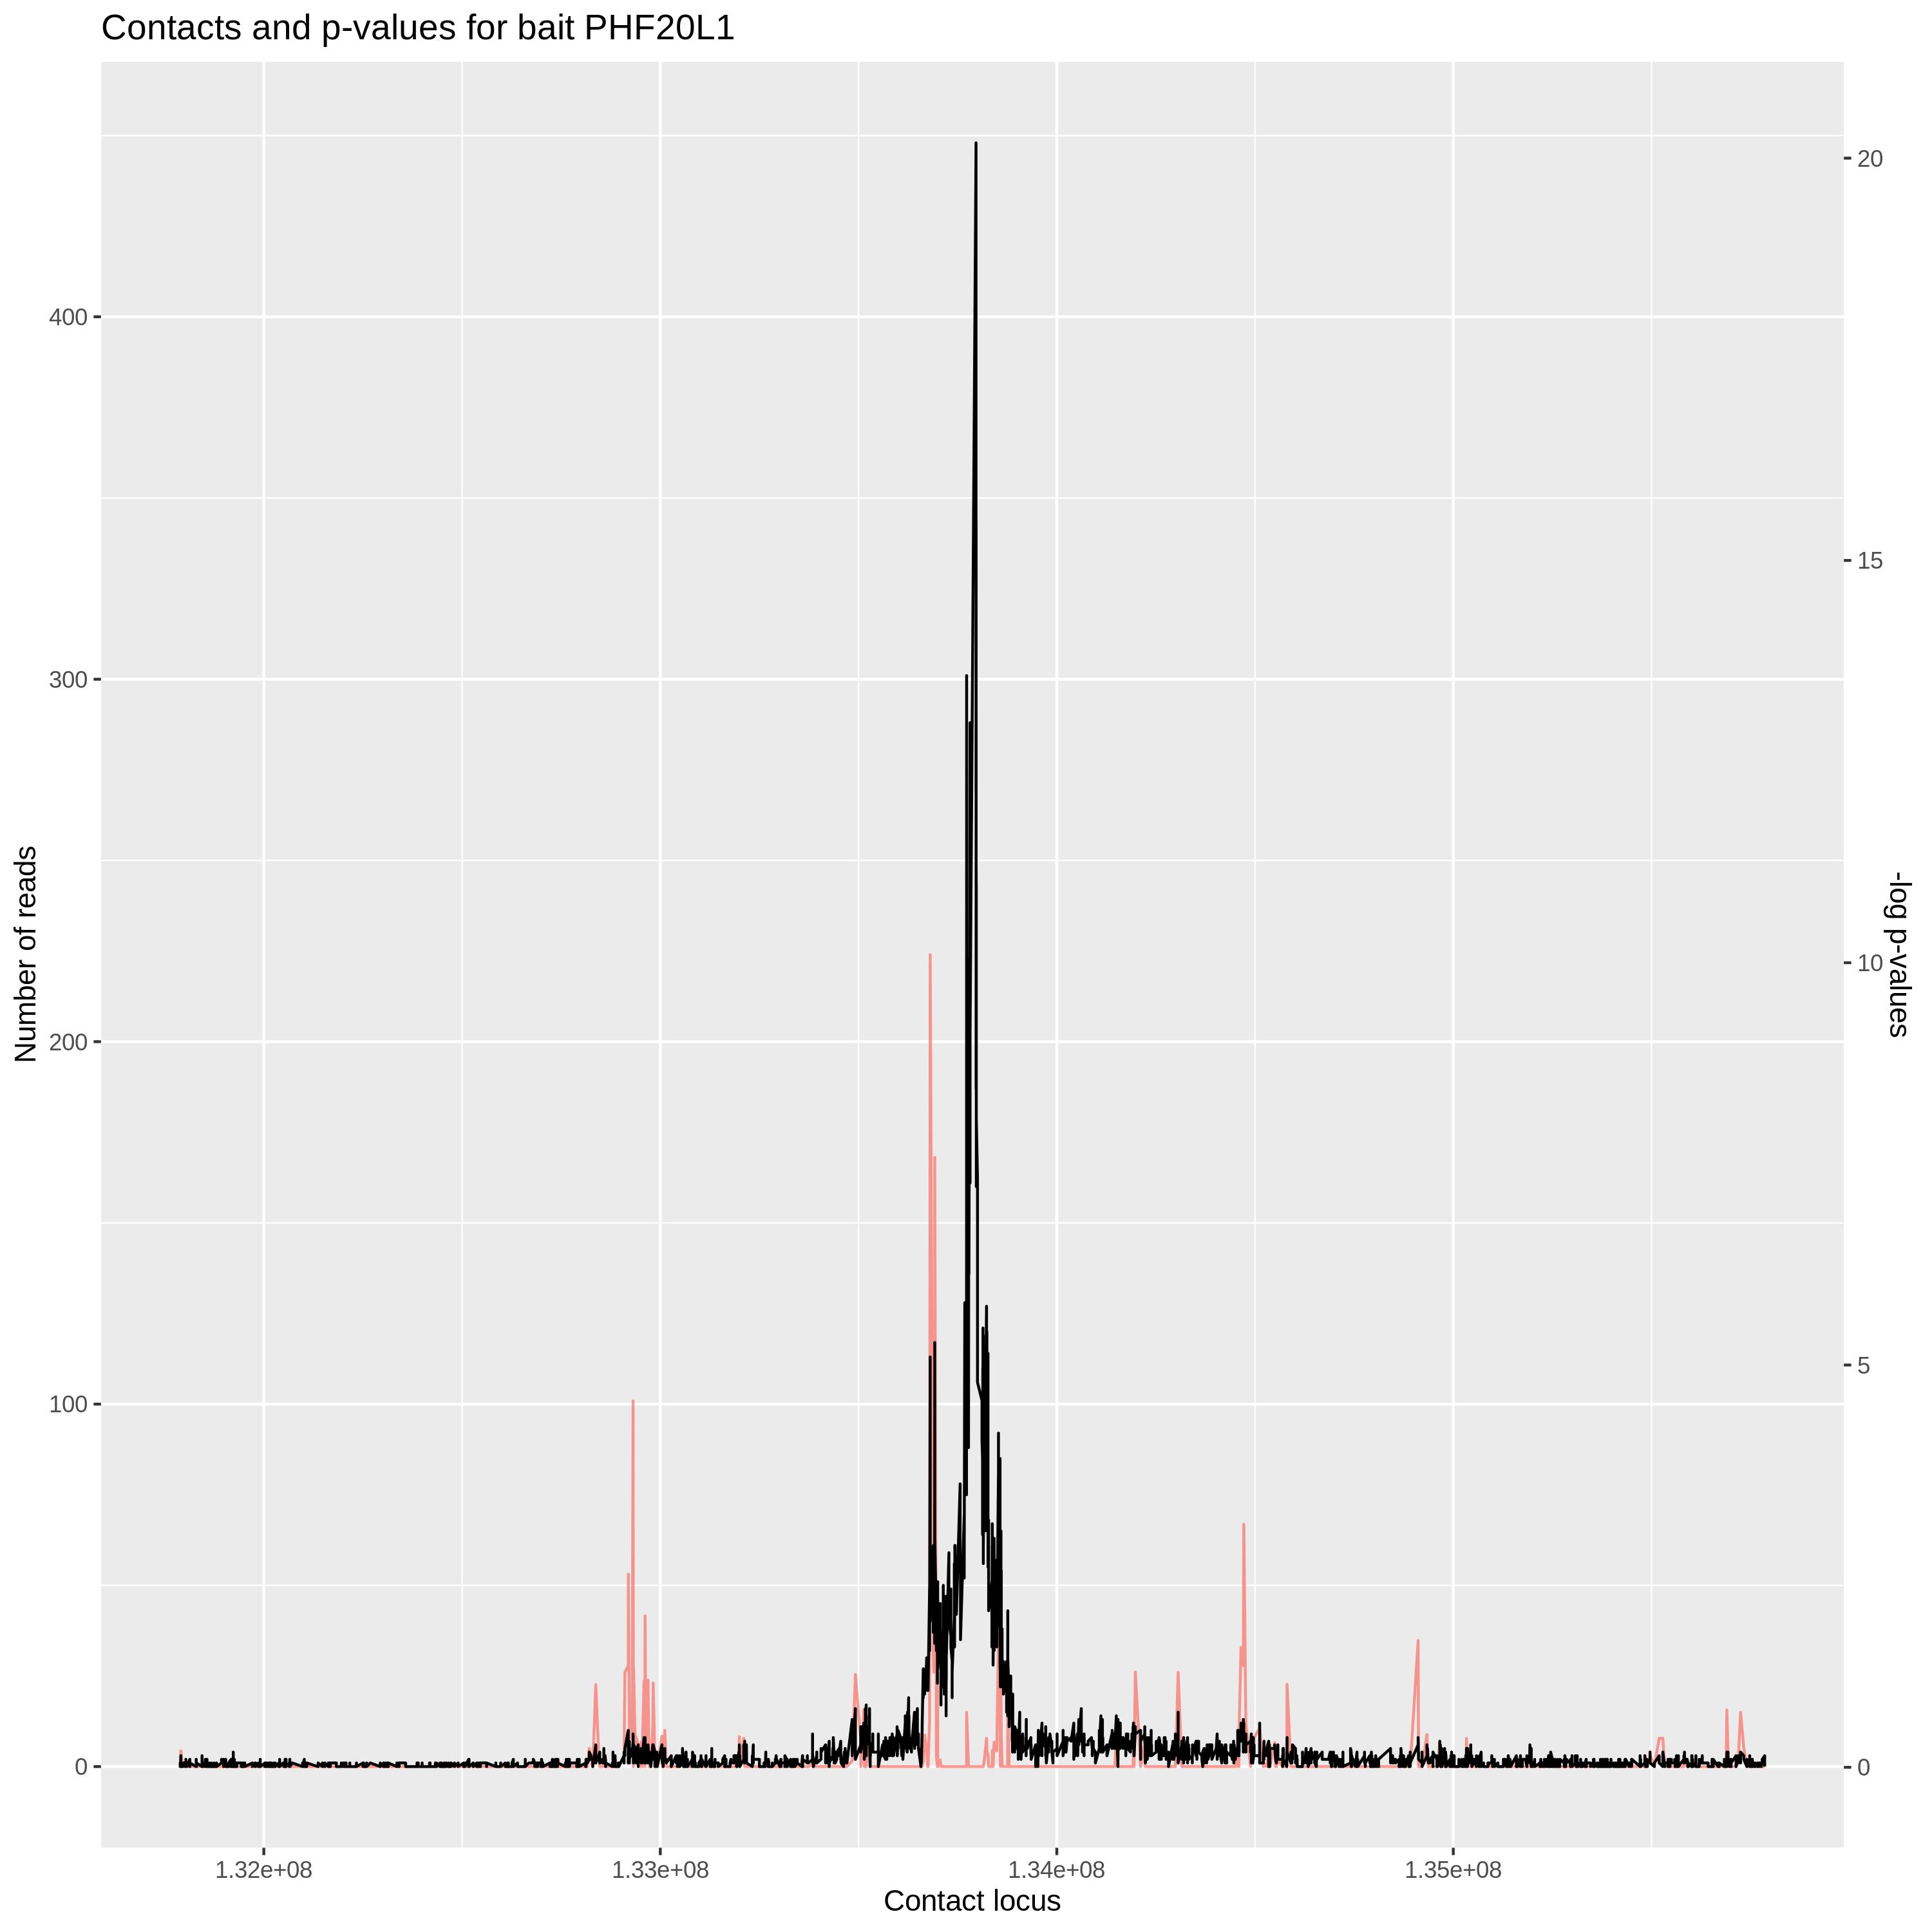 Contacts and p-values for bait PHF20L1
Number of reads
400
300
200
100
0
20
15
10
5
0
-log p-values
1.32e+08
1.33e+08
1.34e+08
1.35e+08
Contact locus